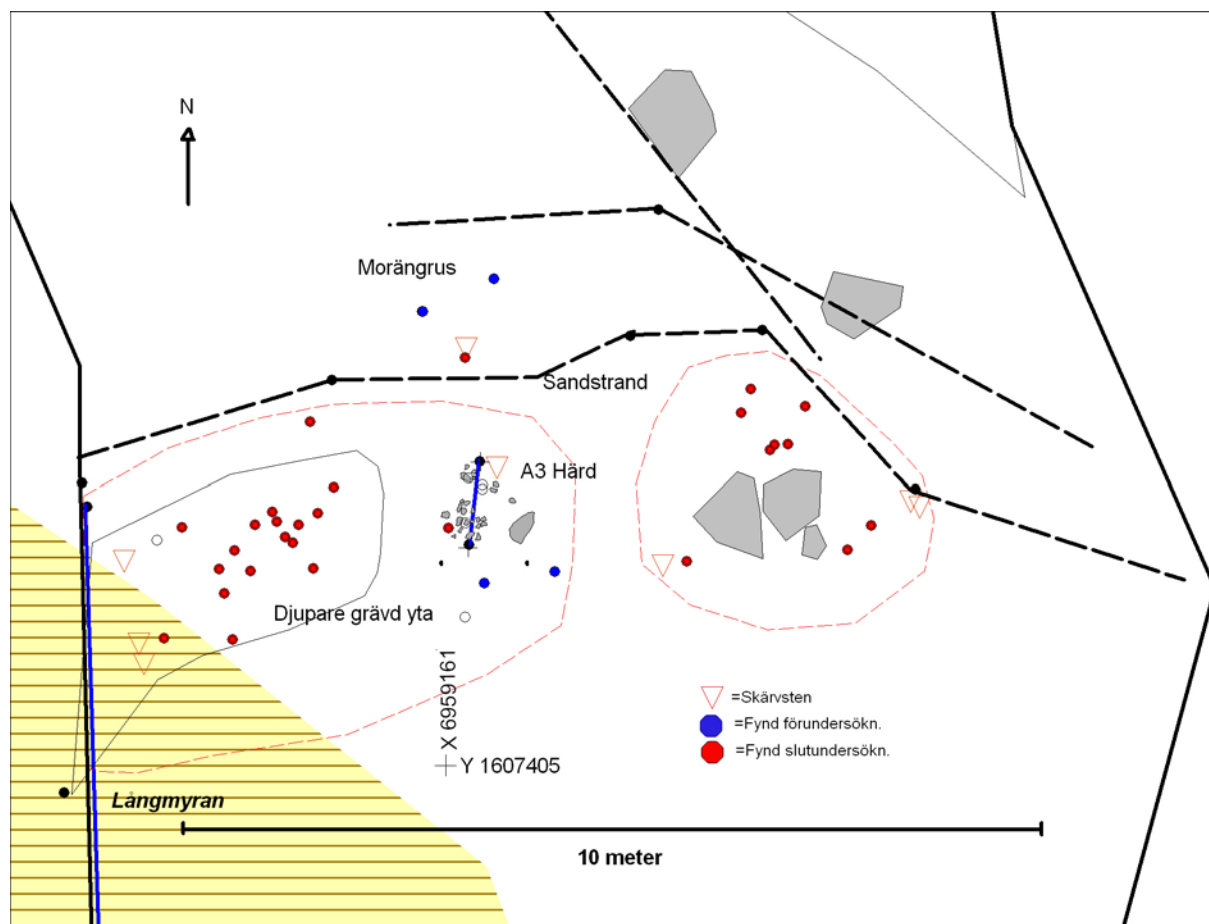 N
Morängrus
Sandstrand
A3 Härd
Djupare grävd yta
X 6959161
Y 1607405
=Skärvsten
=Fynd förundersökn.
=Fynd slutundersökn.
Långmyran
10 meter